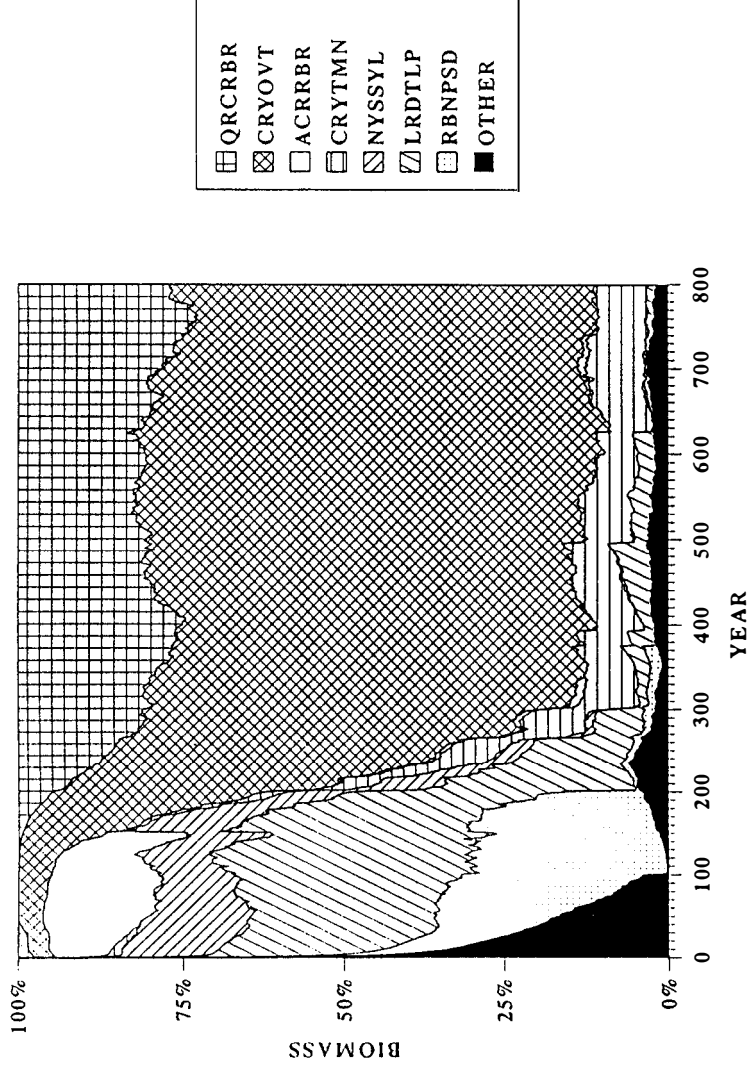 100%
75%
50%
25%
0%
BIOMASS
0
100
200
300
400
500
600
700
800
YEAR
QRCRBR
CRYOVT
ACRRBR
CRYTMN
NYSSYL
LRDTLP
RBNPSD
OTHER